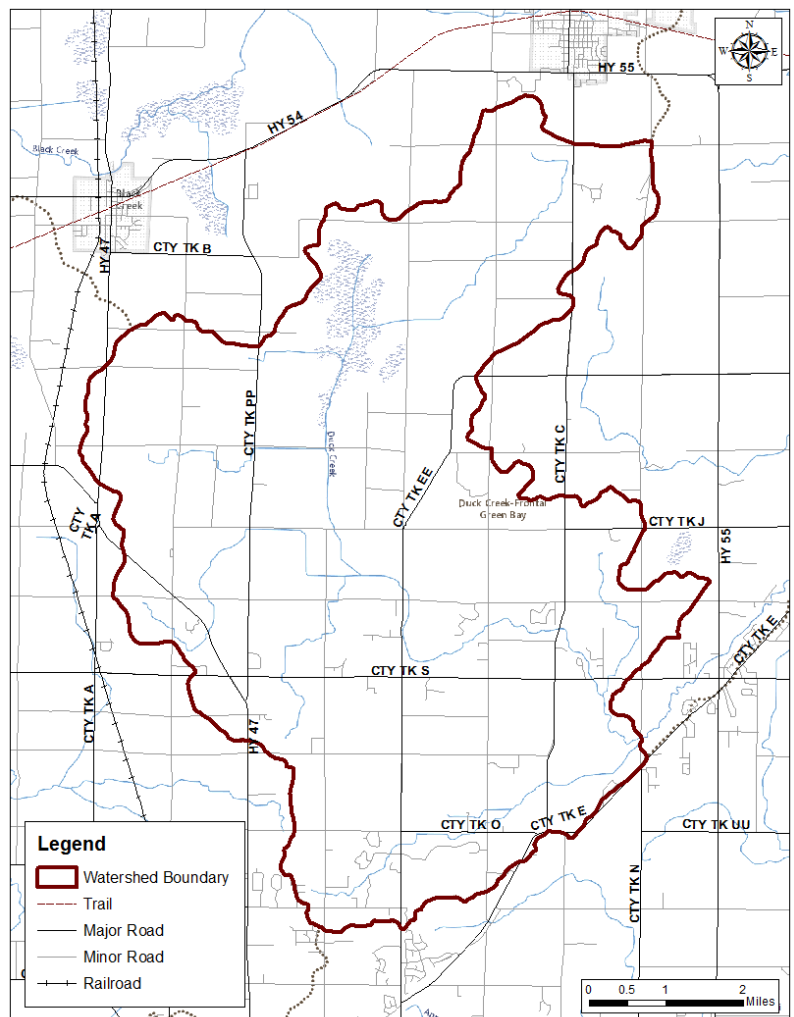 N
W E
S
HY 55
HY 54
Black Creek
Black
Creek
CTY TK B
HY 47
CTY TK PP
Duck Creek
CTY TK C
CTY TK EE
Duck Creek-Frontal
Green Bay
CTY
TK A
CTY TK J
HY 55
CTY TK E
CTY TK S
CTY TK A
HY 47
CTY TK O
CTY TK E
CTY TK UU
CTY TK N
Legend
Watershed Boundary
Trail
Major Road
Minor Road
Railroad
0 0.5 1 2
Miles